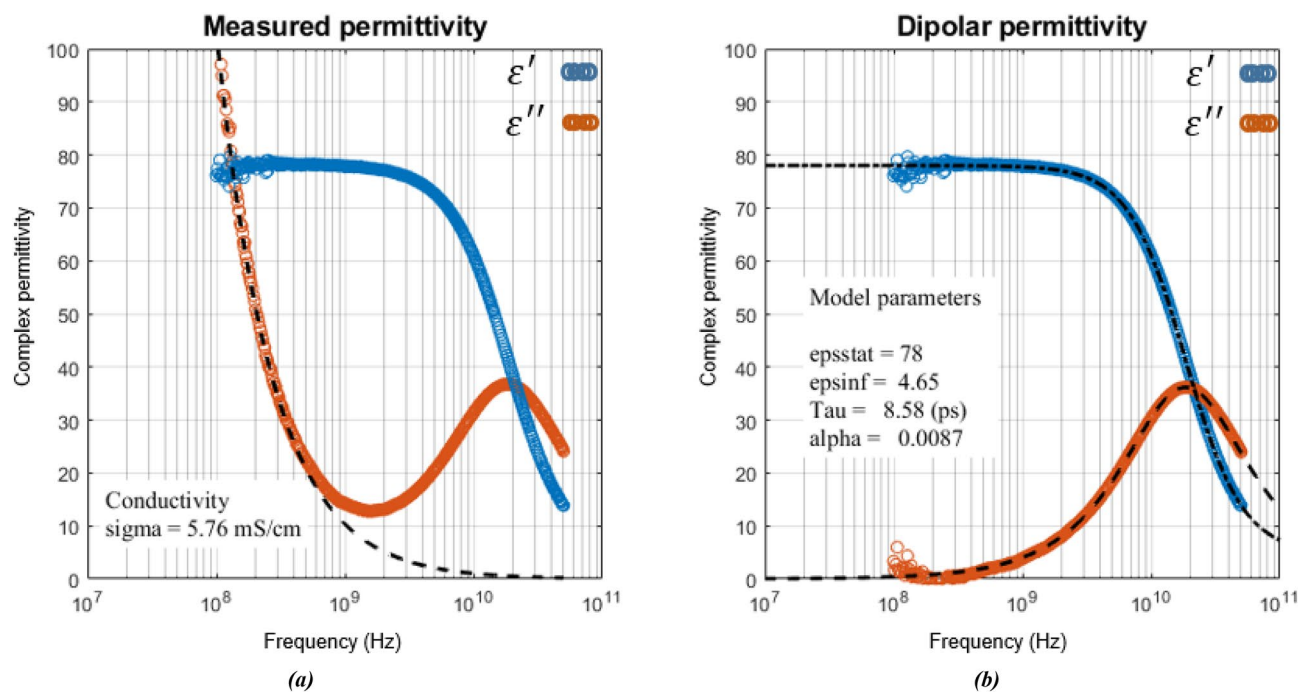 Measured permittivity
Complex permittivity
100
90
80
70
60
50
40
30
20
10
0
ε′
ε″
Conductivity
sigma = 5.76 mS/cm
10^7
10^8
10^9
10^10
10^11
Frequency (Hz)
(a)
Dipolar permittivity
Complex permittivity
100
90
80
70
60
50
40
30
20
10
0
ε′
ε″
Model parameters
epsstat = 78
epsinf = 4.65
Tau = 8.58 (ps)
alpha = 0.0087
10^7
10^8
10^9
10^10
10^11
Frequency (Hz)
(b)